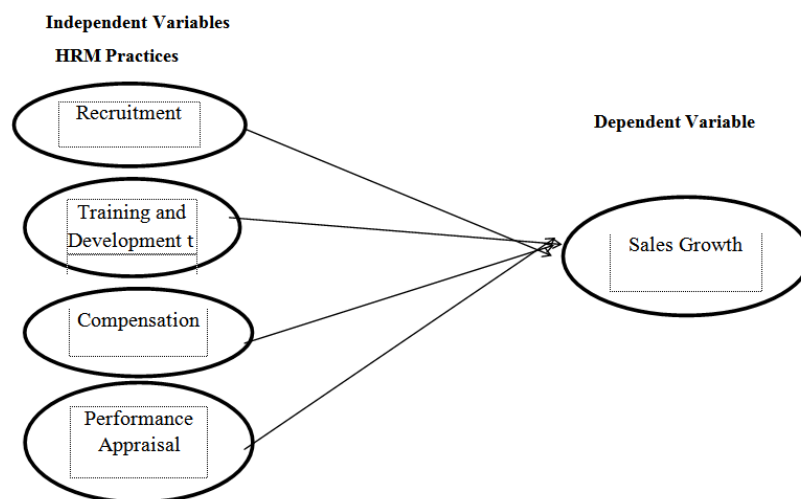 Independent Variables
HRM Practices
Recruitment
Training and
Development t
Compensation
Performance
Appraisal
Dependent Variable
Sales Growth